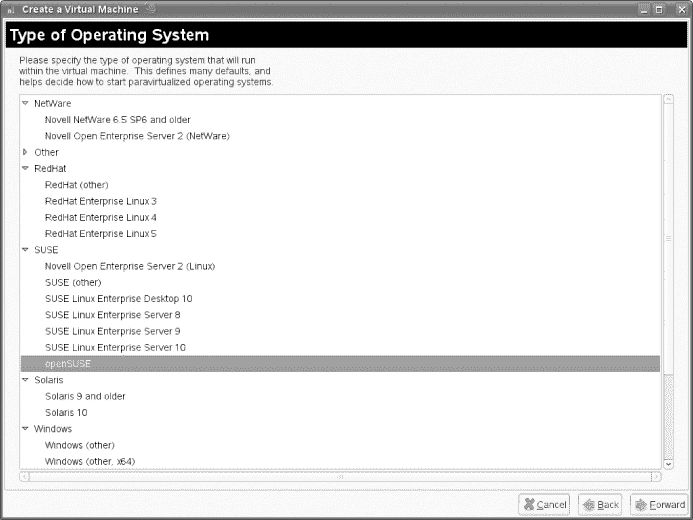 Create a Virtual Machine
Type of Operating System
Please specify the type of operating system that will run
within the virtual machine. This defines many defaults, and
helps decide how to start paravirtualized operating systems.
NetWare
Novell NetWare 6.5 SP6 and older
Novell Open Enterprise Server 2 (NetWare)
Other
RedHat
RedHat (other)
RedHat Enterprise Linux 3
RedHat Enterprise Linux 4
RedHat Enterprise Linux 5
SUSE
Novell Open Enterprise Server 2 (Linux)
SUSE (other)
SUSE Linux Enterprise Desktop 10
SUSE Linux Enterprise Server 8
SUSE Linux Enterprise Server 9
SUSE Linux Enterprise Server 10
openSUSE
Solaris
Solaris 9 and older
Solaris 10
Windows
Windows (other)
Windows (other, x64)
Cancel Back Forward